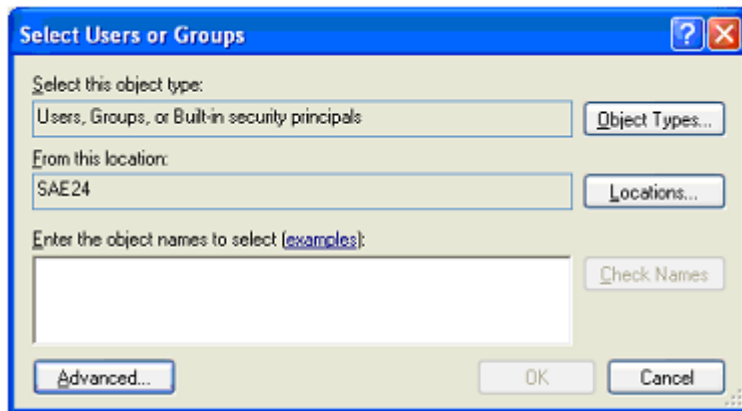 Select Users or Groups
Select this object type:
Users, Groups, or Built-in security principals
Object Types...
From this location:
SAE24
Locations...
Enter the object names to select (examples):
Check Names
Advanced...
OK
Cancel